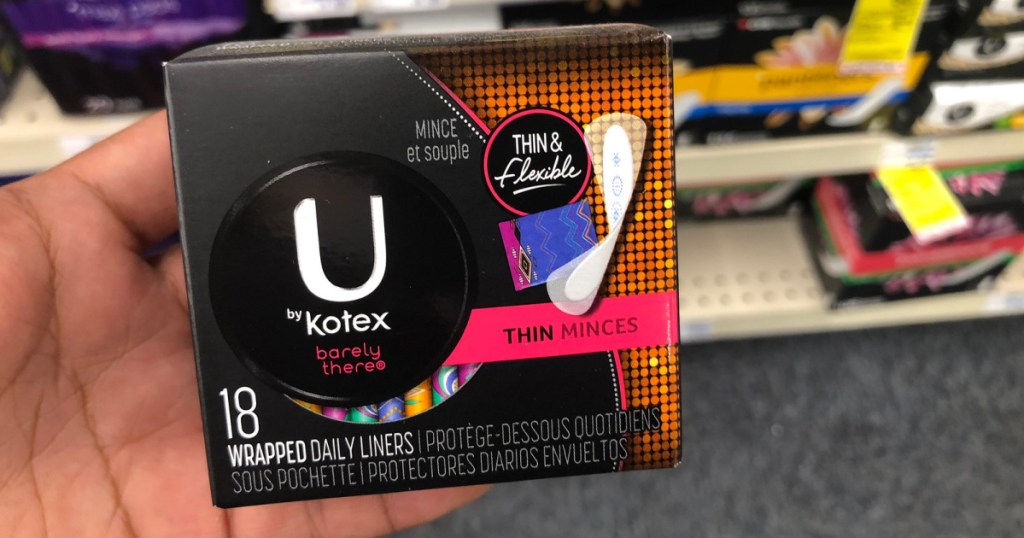 MINCE
et souple
THIN &
flexible
U
by kotex
barely
there®
THIN MINCES
18
WRAPPED DAILY LINERS | PROTÈGE-DESSOUS QUOTIDIENS
SOUS POCHETTE | PROTECTORES DIARIOS ENVUELTOS